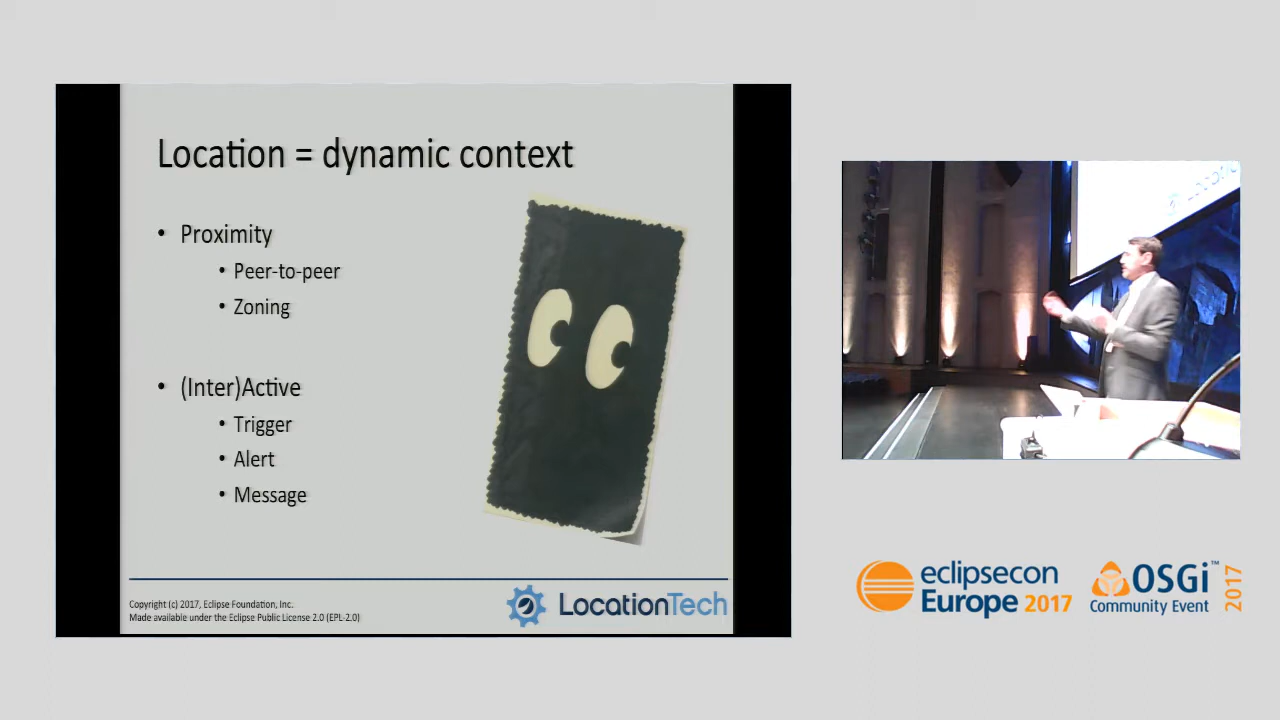 Location = dynamic context
• Proximity
• Peer-to-peer
• Zoning
• (Inter)Active
• Trigger
• Alert
• Message
Copyright (c) 2017, Eclipse Foundation, Inc.
Made available under the Eclipse Public License 2.0 (EPL-2.0)
LocationTech
eclipsecon
Europe 2017
OSGi™
Community Event
2017